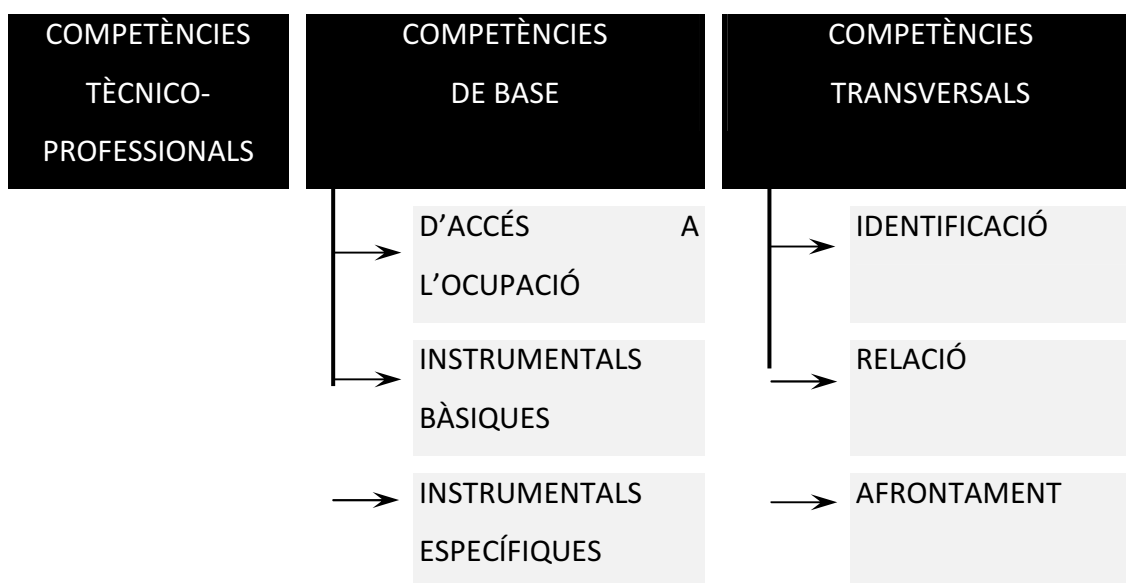 COMPETÈNCIES
TÈCNICO-
PROFESSIONALS
COMPETÈNCIES
DE BASE
COMPETÈNCIES
TRANSVERSALS
D’ACCÉS A
L’OCUPACIÓ
INSTRUMENTALS
BÀSIQUES
INSTRUMENTALS
ESPECÍFIQUES
IDENTIFICACIÓ
RELACIÓ
AFRONTAMENT